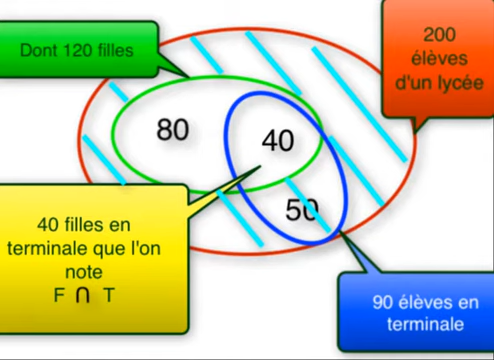 200
élèves
d'un lycée
Dont 120 filles
80
40
50
40 filles en
terminale que l'on
note
F ∩ T
90 élèves en
terminale